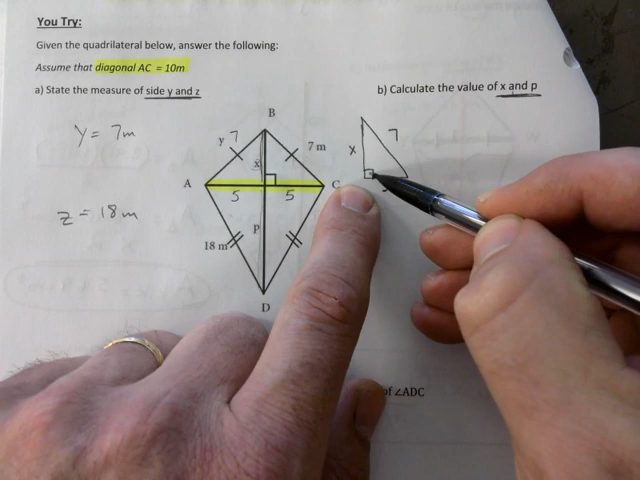 You Try:
Given the quadrilateral below, answer the following:
Assume that diagonal AC = 10m
a) State the measure of side y and z
b) Calculate the value of x and p
y = 7m
z = 18m
B
y 7
7 m
x
A
C
5
5
P
18 m
D
x
7
of ∠ADC